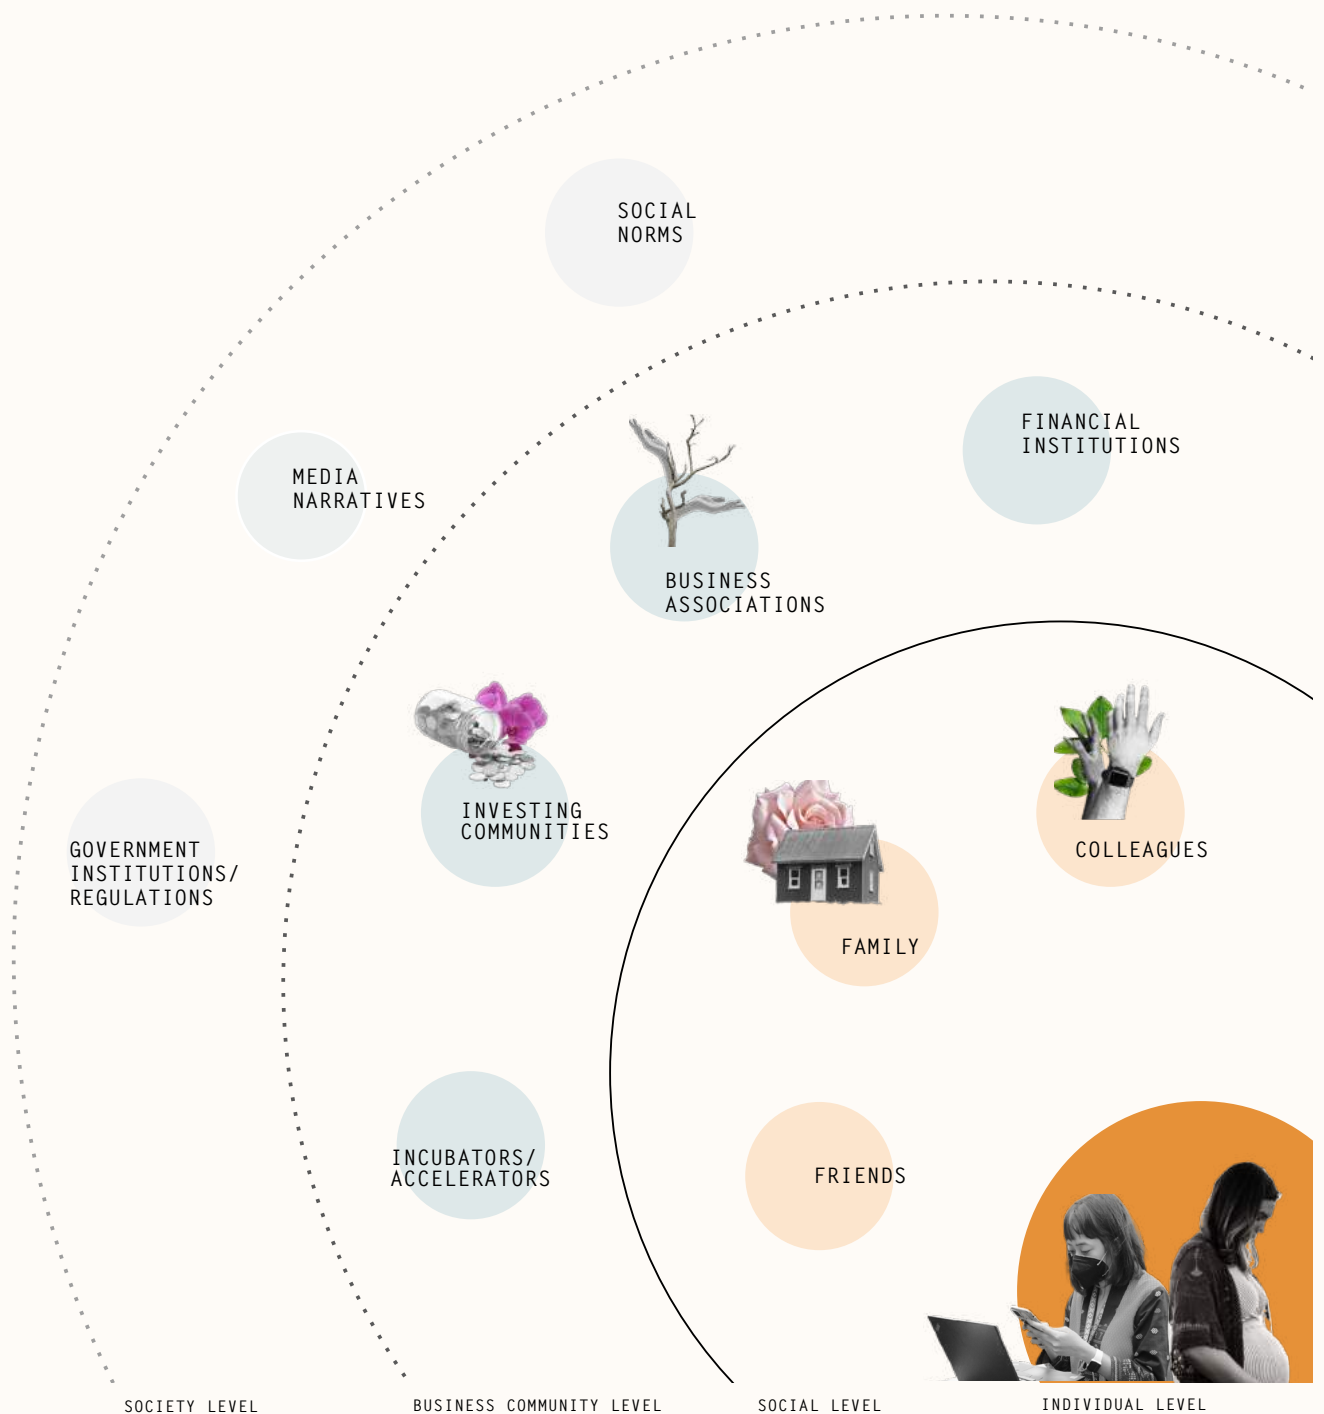 SOCIAL
NORMS
FINANCIAL
INSTITUTIONS
MEDIA
NARRATIVES
BUSINESS
ASSOCIATIONS
INVESTING
COMMUNITIES
GOVERNMENT
INSTITUTIONS/
REGULATIONS
COLLEAGUES
FAMILY
INCUBATORS/
ACCELERATORS
FRIENDS
SOCIETY LEVEL
BUSINESS COMMUNITY LEVEL
SOCIAL LEVEL
INDIVIDUAL LEVEL